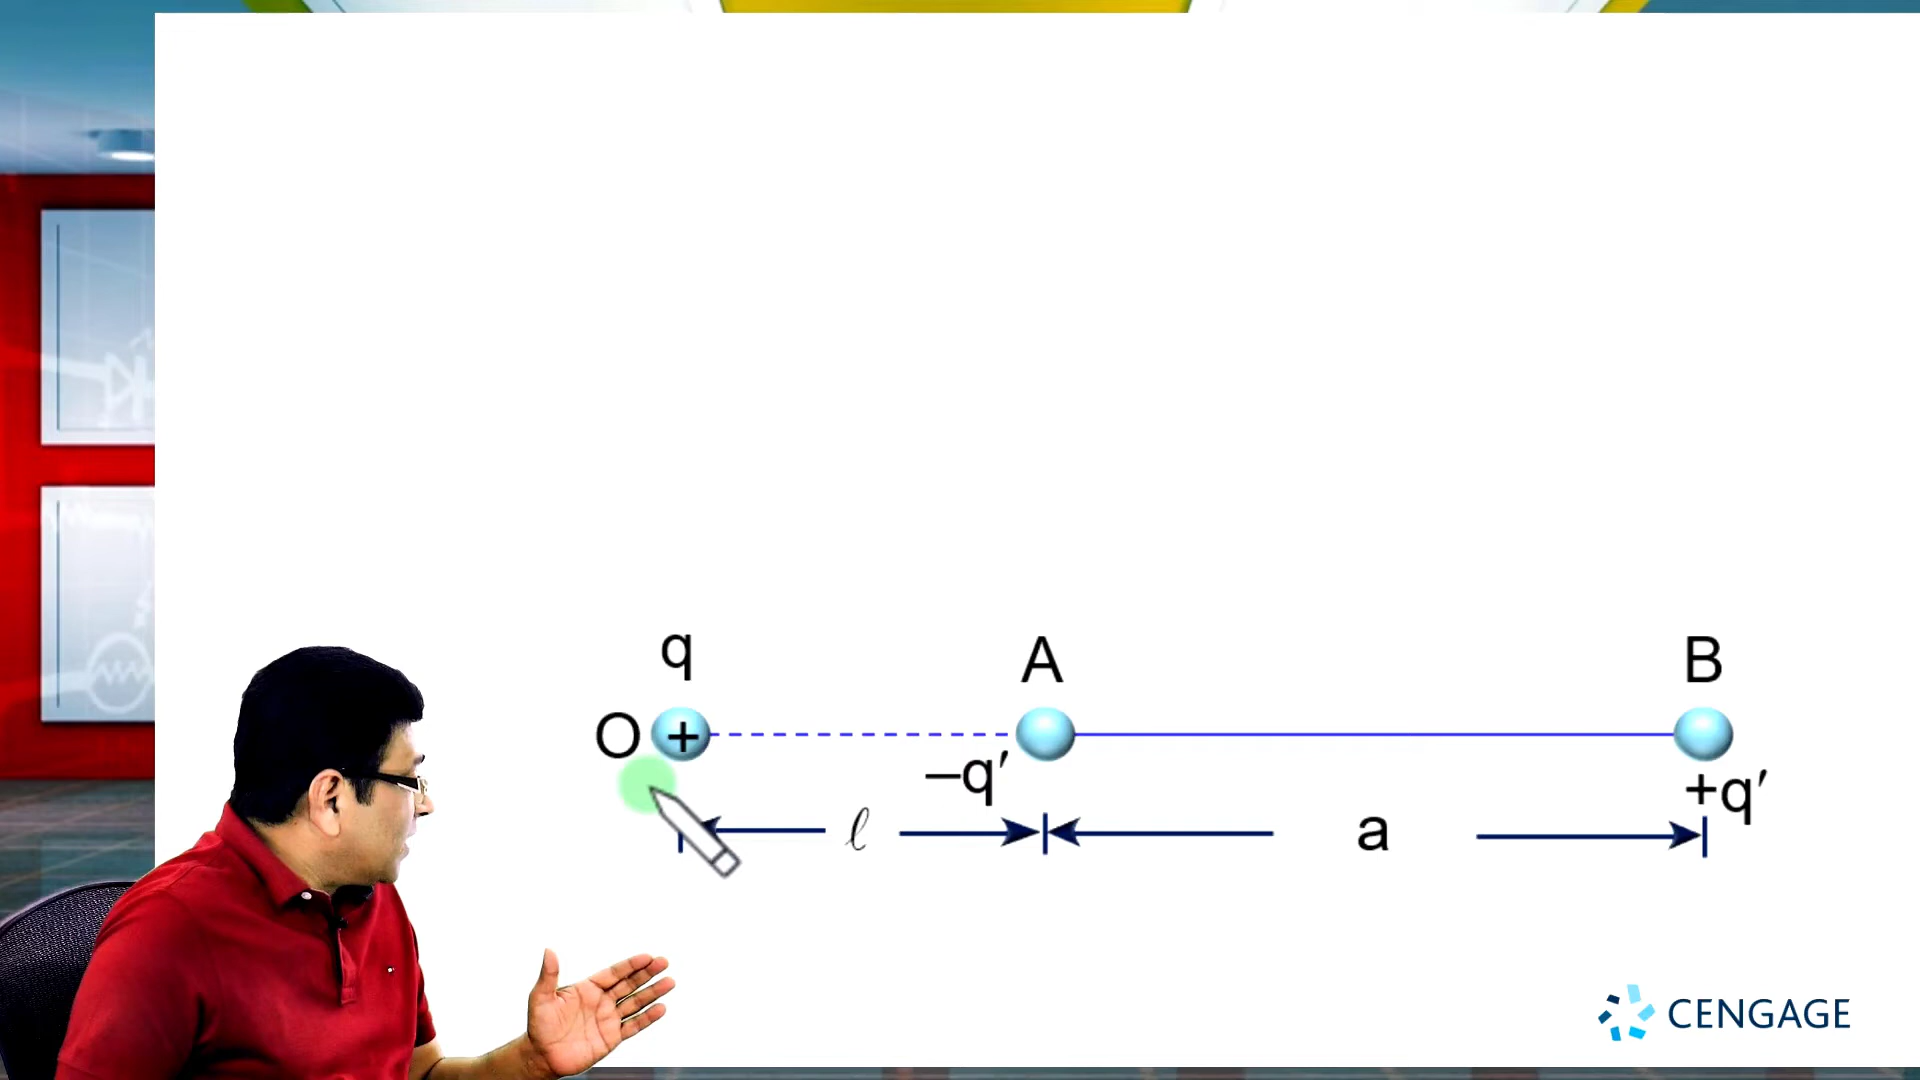 q A B
O +
–q′ +q′
ℓ a
CENGAGE